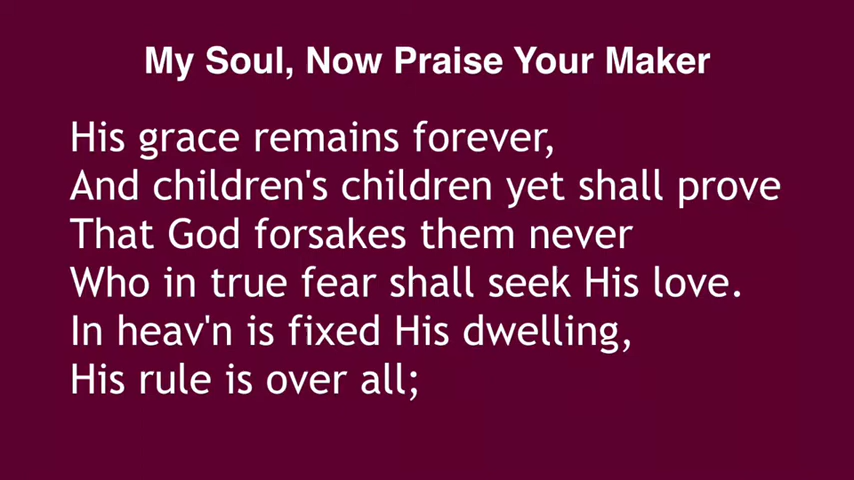 My Soul, Now Praise Your Maker
His grace remains forever,
And children's children yet shall prove
That God forsakes them never
Who in true fear shall seek His love.
In heav'n is fixed His dwelling,
His rule is over all;